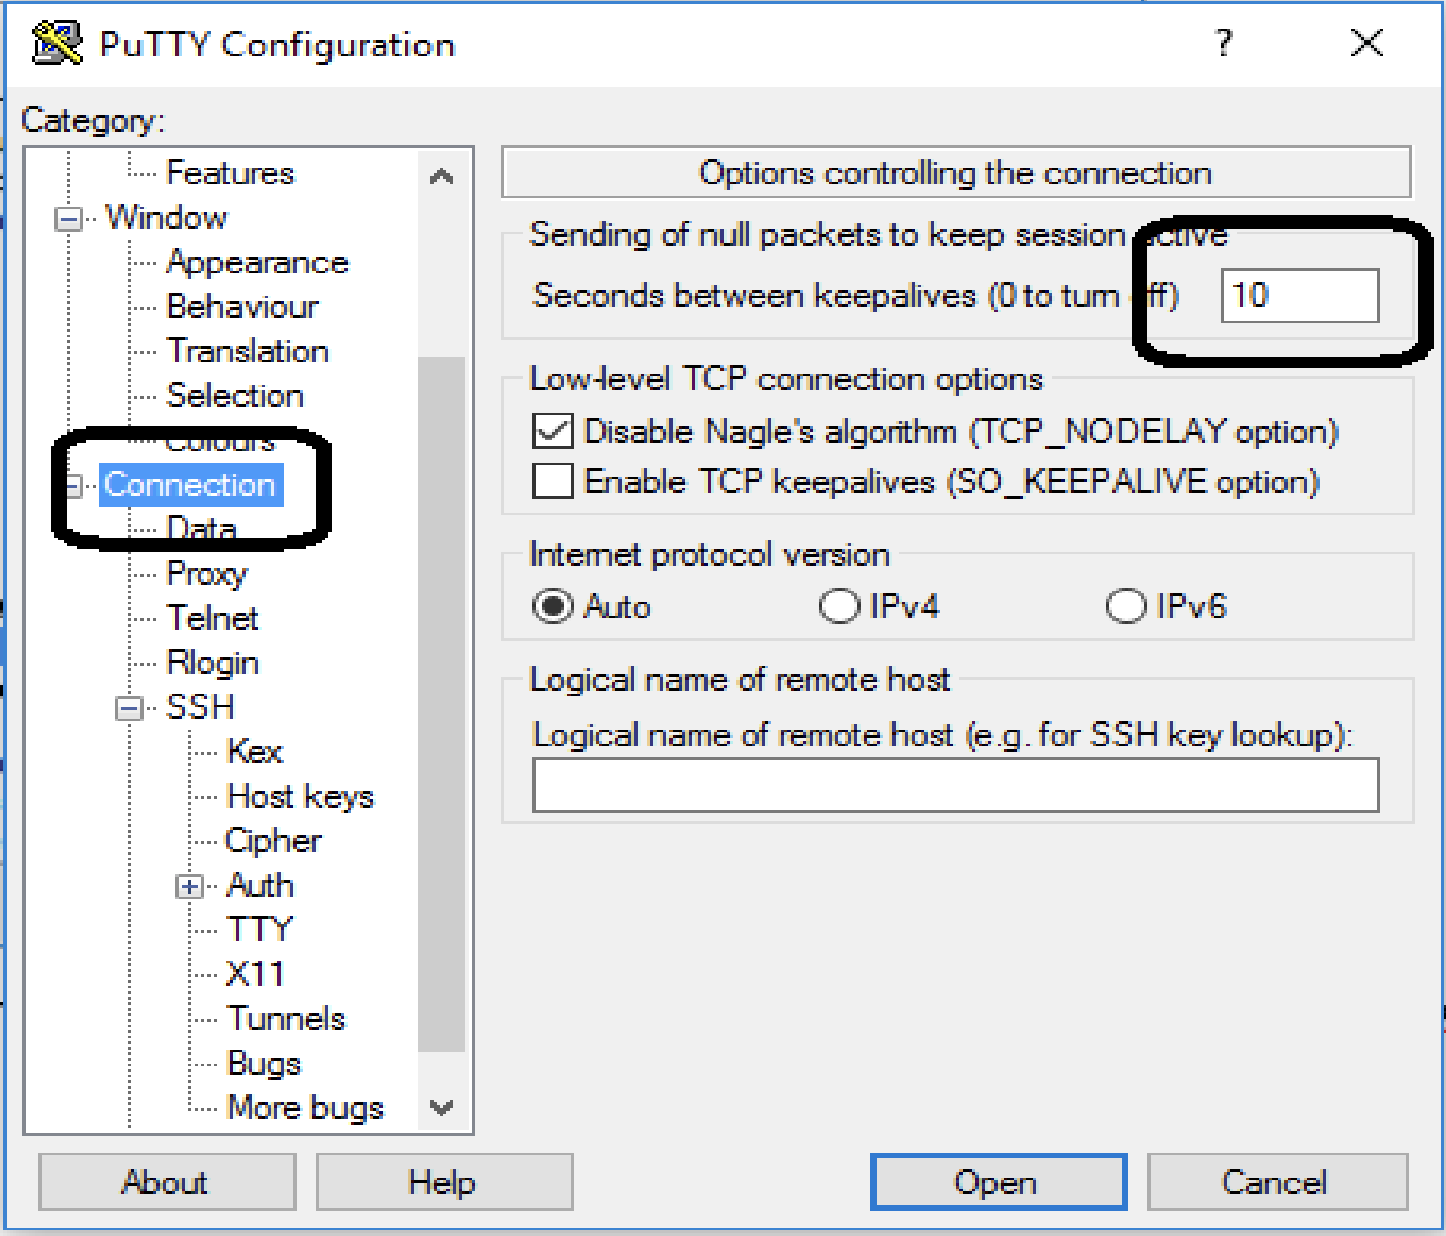 PuTTY Configuration
?
Category:
Features
Window
Appearance
Behaviour
Translation
Selection
Colours
Connection
Data
Proxy
Telnet
Rlogin
SSH
Kex
Host keys
Cipher
Auth
TTY
X11
Tunnels
Bugs
More bugs
Options controlling the connection
Sending of null packets to keep session active
Seconds between keepalives (0 to turn off)
10
Low-level TCP connection options
Disable Nagle's algorithm (TCP_NODELAY option)
Enable TCP keepalives (SO_KEEPALIVE option)
Internet protocol version
Auto
IPv4
IPv6
Logical name of remote host
Logical name of remote host (e.g. for SSH key lookup):
About
Help
Open
Cancel